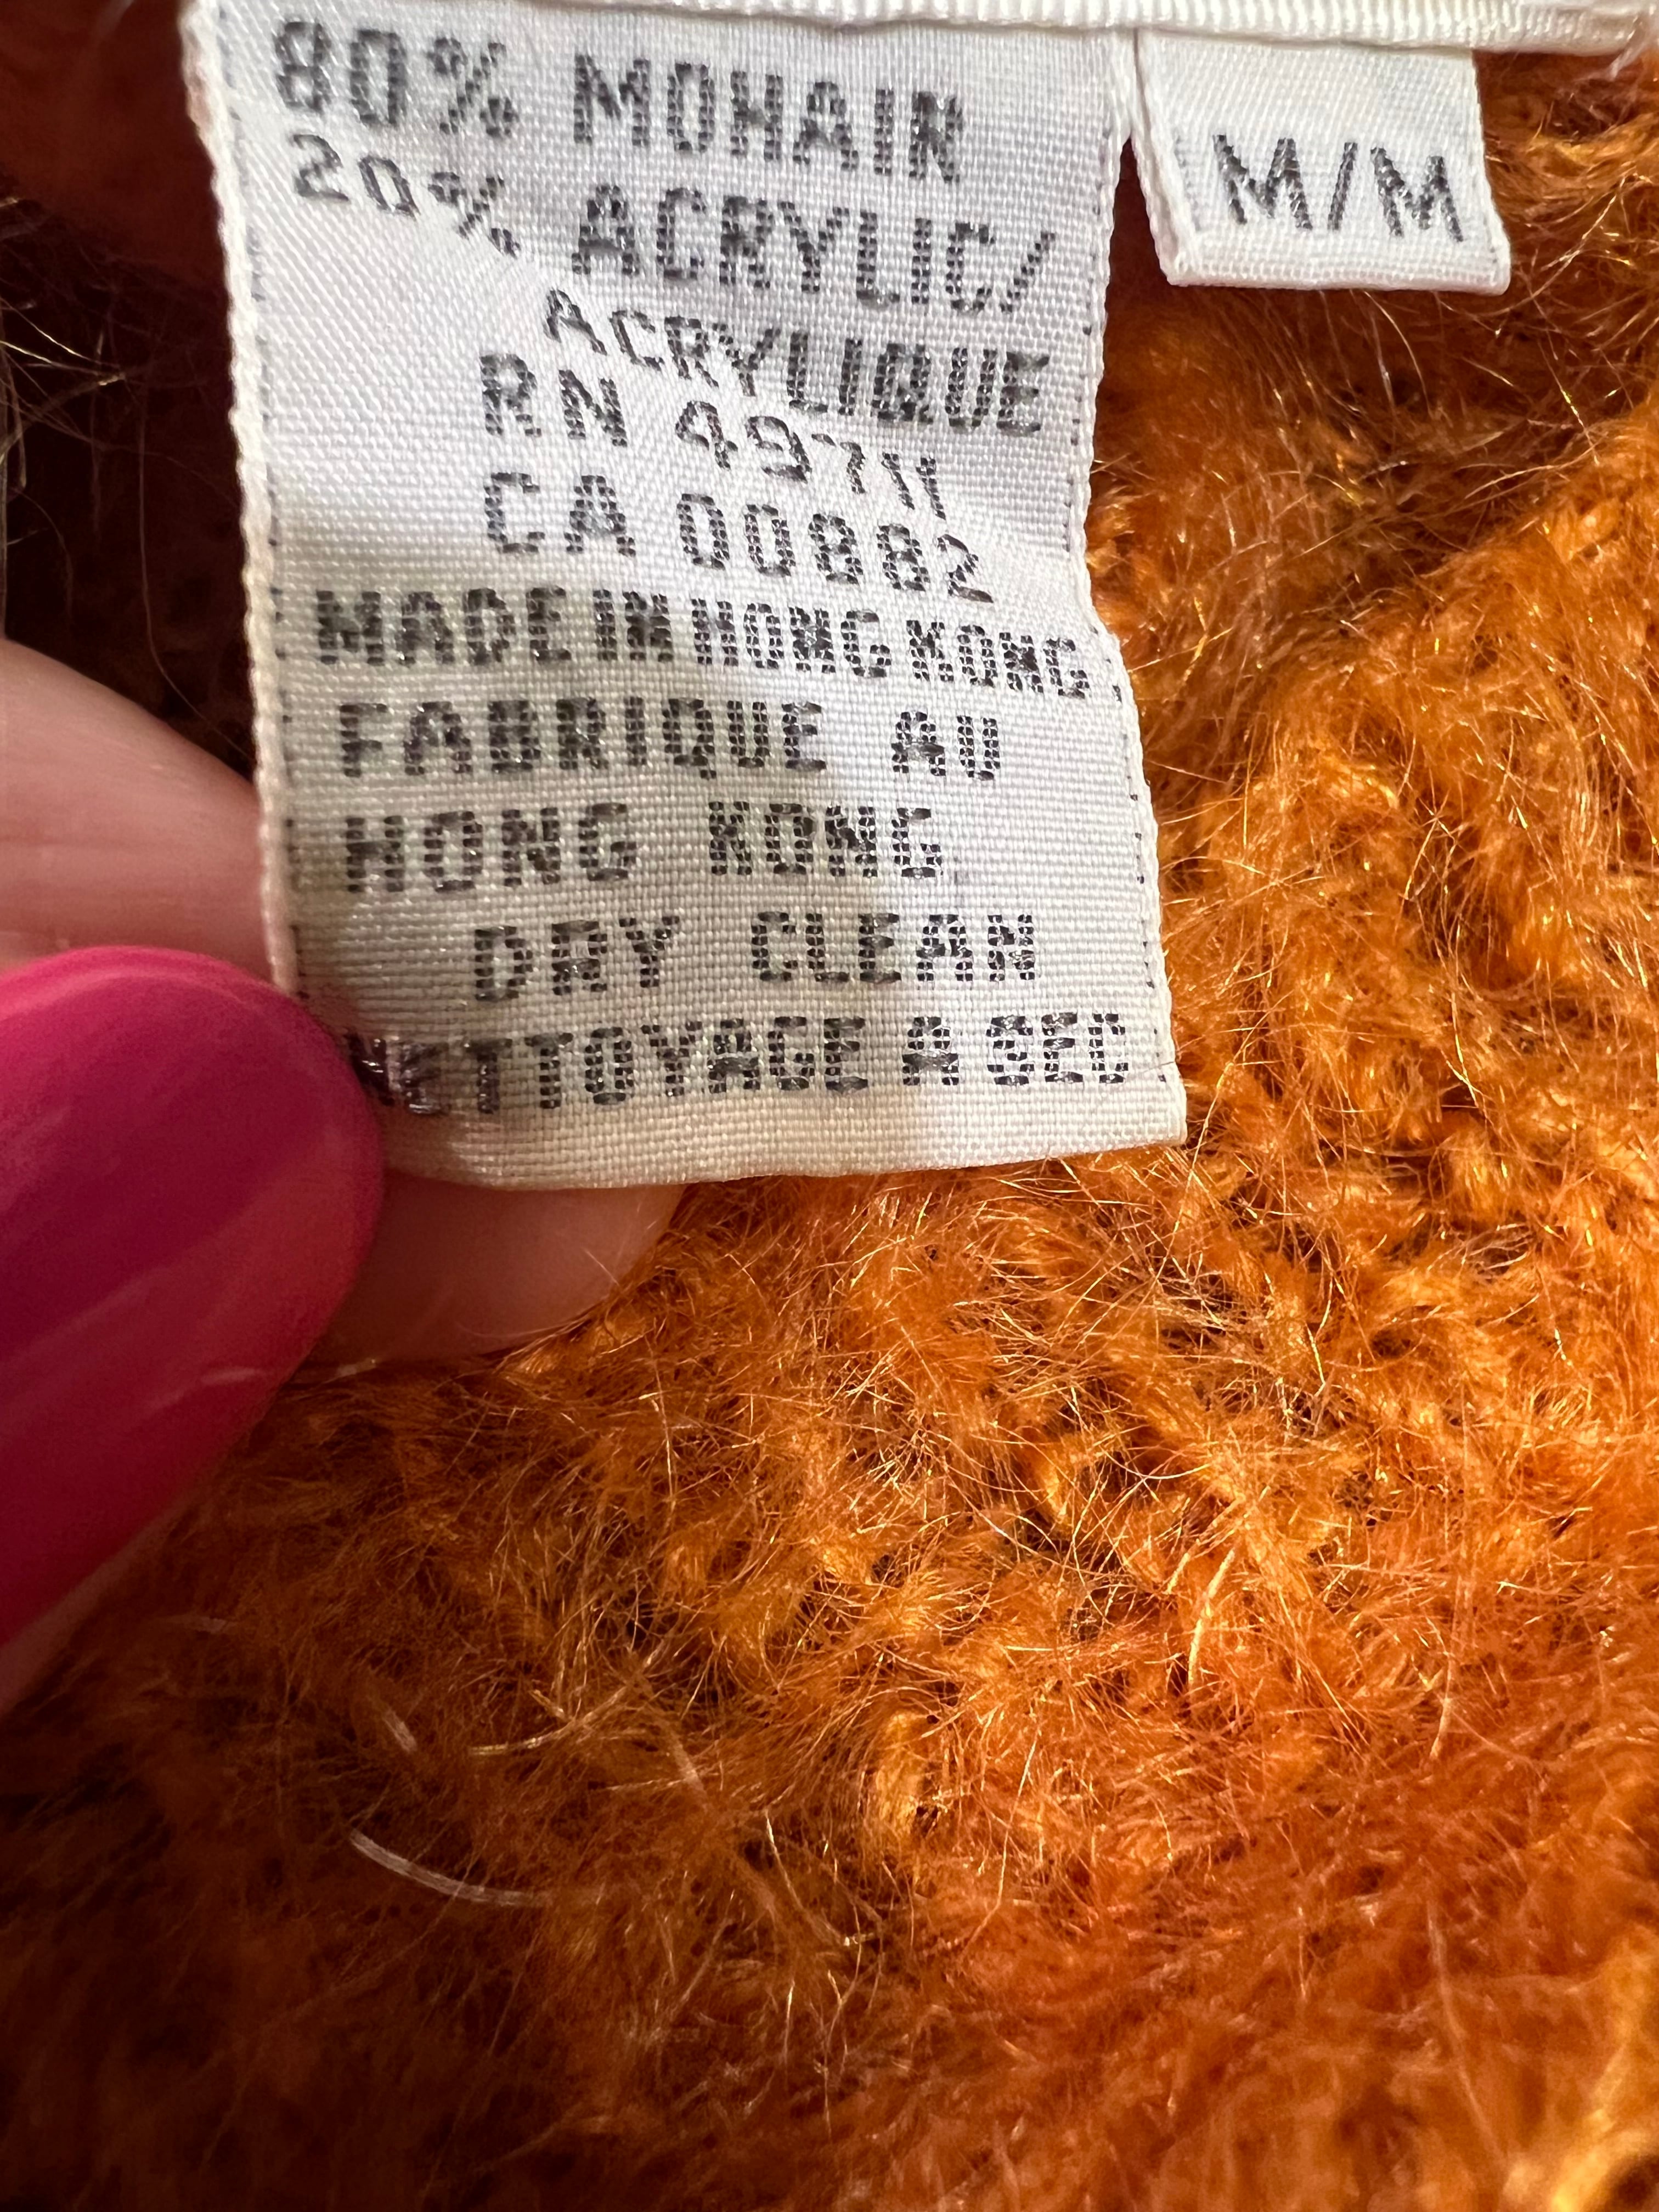 80% MOHAIR
20% ACRYLIC/
ACRYLIQUE
RN 49711
CA 00882
MADE IN HONG KONG
FABRIQUE AU
HONG KONG
DRY CLEAN
NETTOYAGE A SEC
M/M